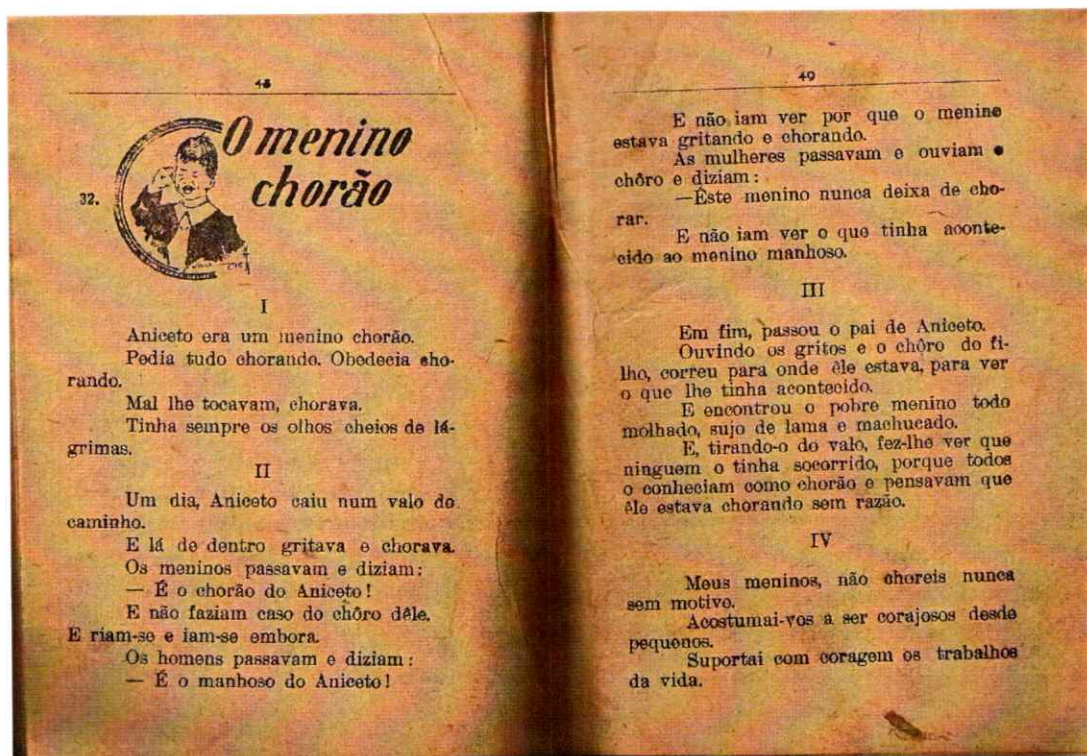 48
32.
O menino
chorão
I
Aniceto era um menino chorão.
Pedia tudo chorando. Obedecia cho-
rando.
Mal lhe tocavam, chorava.
Tinha sempre os olhos cheios de lá-
grimas.
II
Um dia, Aniceto caiu num valo do
caminho.
E lá de dentro gritava e chorava.
Os meninos passavam e diziam:
— É o chorão do Aniceto!
E não faziam caso do chôro dêle.
E riam-se e iam-se embora.
Os homens passavam e diziam:
— É o manhoso do Aniceto!
49
E não iam ver por que o menino
estava gritando e chorando.
As mulheres passavam e ouviam o
chôro e diziam:
—Êste menino nunca deixa de cho-
rar.
E não iam ver o que tinha aconte-
cido ao menino manhoso.
III
Em fim, passou o pai de Aniceto.
Ouvindo os gritos e o chôro do fi-
lho, correu para onde êle estava, para ver
o que lhe tinha acontecido.
E encontrou o pobre menino todo
molhado, sujo de lama e machucado.
E, tirando-o do valo, fez-lhe ver que
ninguem o tinha socorrido, porque todos
o conheciam como chorão e pensavam que
êle estava chorando sem razão.
IV
Meus meninos, não choreis nunca
sem motivo.
Acostumai-vos a ser corajosos desde
pequenos.
Suportai com coragem os trabalhos
da vida.